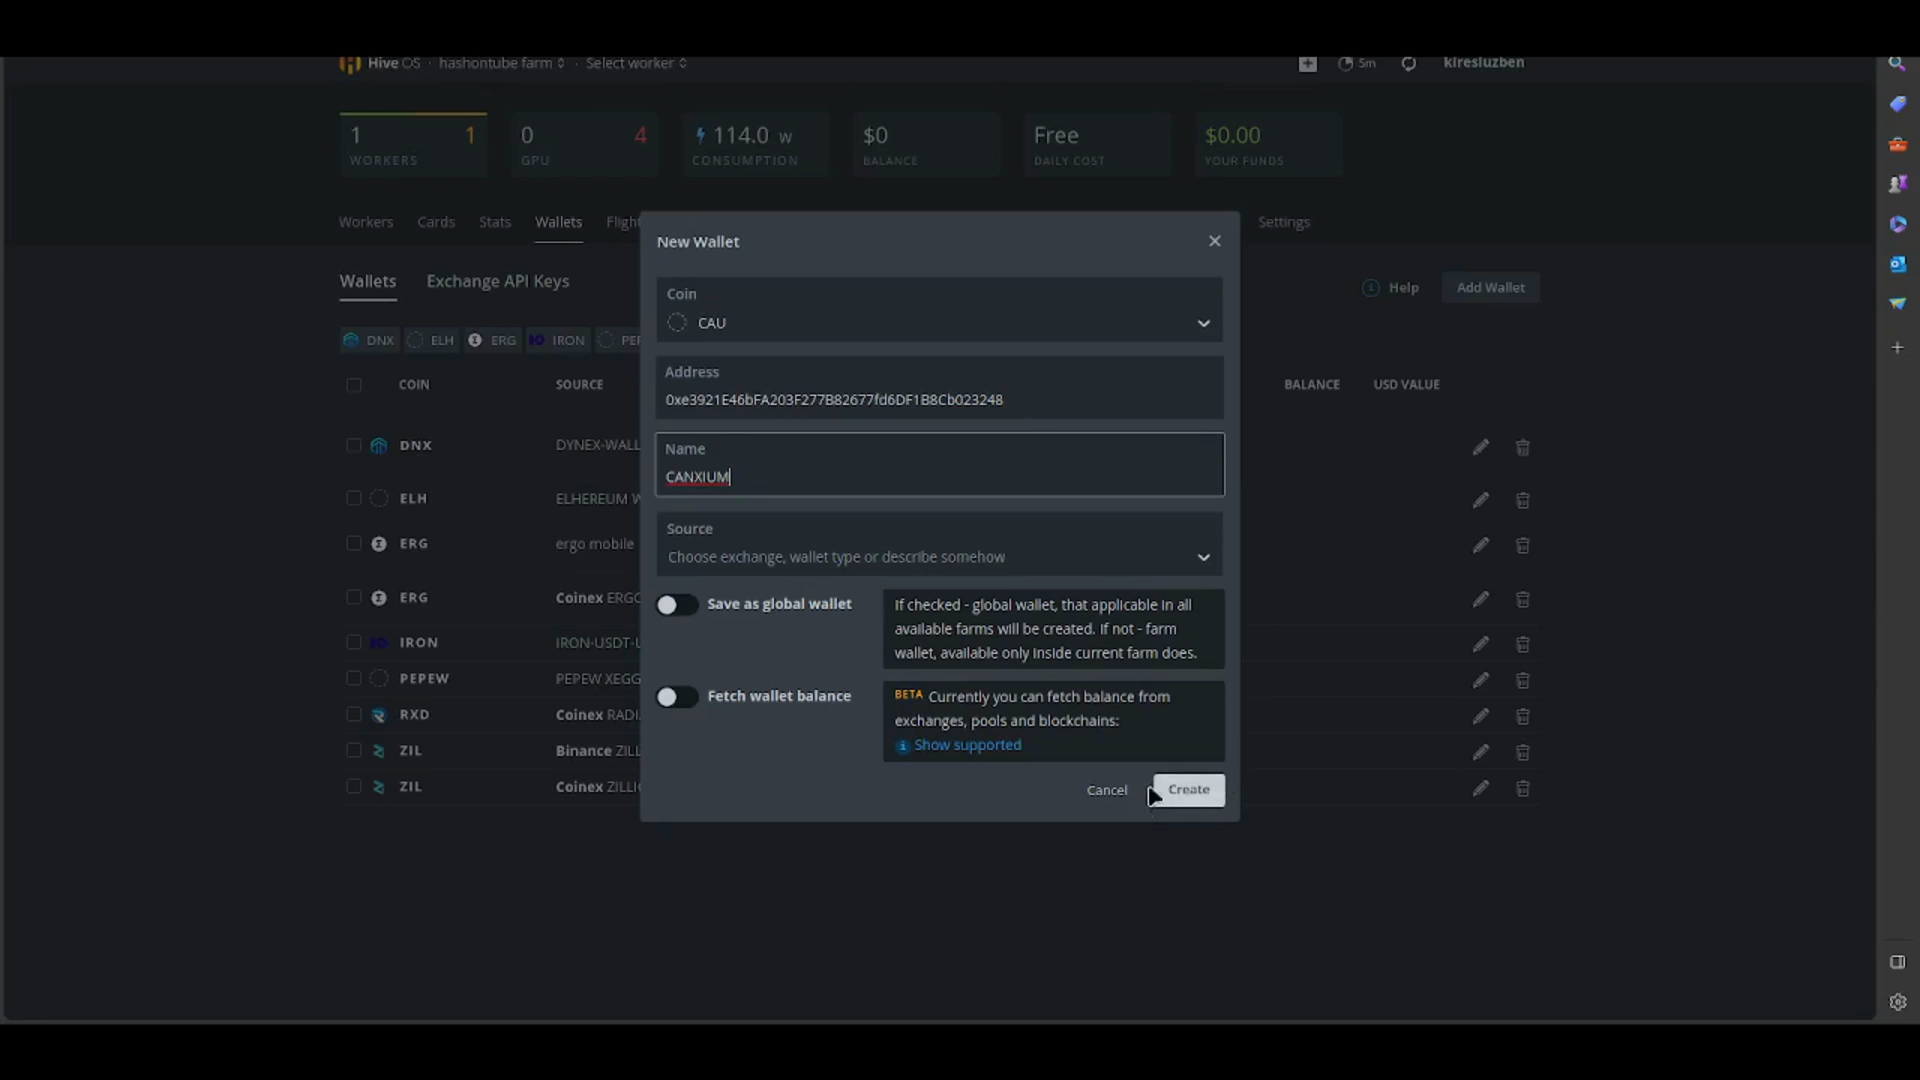 Hive OS · hashontube farm · Select worker
5m
kiresluzben
1 1
WORKERS
0 4
GPU
114.0 W
CONSUMPTION
$0
BALANCE
Free
DAILY COST
$0.00
YOUR FUNDS
Workers Cards Stats Wallets Flight Settings
Wallets Exchange API Keys
Help Add Wallet
DNX ELH ERG IRON PEP
COIN SOURCE BALANCE USD VALUE
DNX DYNEX-WALL
ELH ELHEREUM W
ERG ergo mobile
ERG Coinex ERGO
IRON IRON-USDT-U
PEPEW PEPEW XEGG
RXD Coinex RADI
ZIL Binance ZILL
ZIL Coinex ZILLI
New Wallet
Coin
CAU
Address
0xe3921E46bFA203F277B82677fd6DF1B8Cb023248
Name
CANXIUM
Source
Choose exchange, wallet type or describe somehow
Save as global wallet
If checked - global wallet, that applicable in all
available farms will be created. If not - farm
wallet, available only inside current farm does.
Fetch wallet balance
BETA Currently you can fetch balance from
exchanges, pools and blockchains:
Show supported
Cancel Create